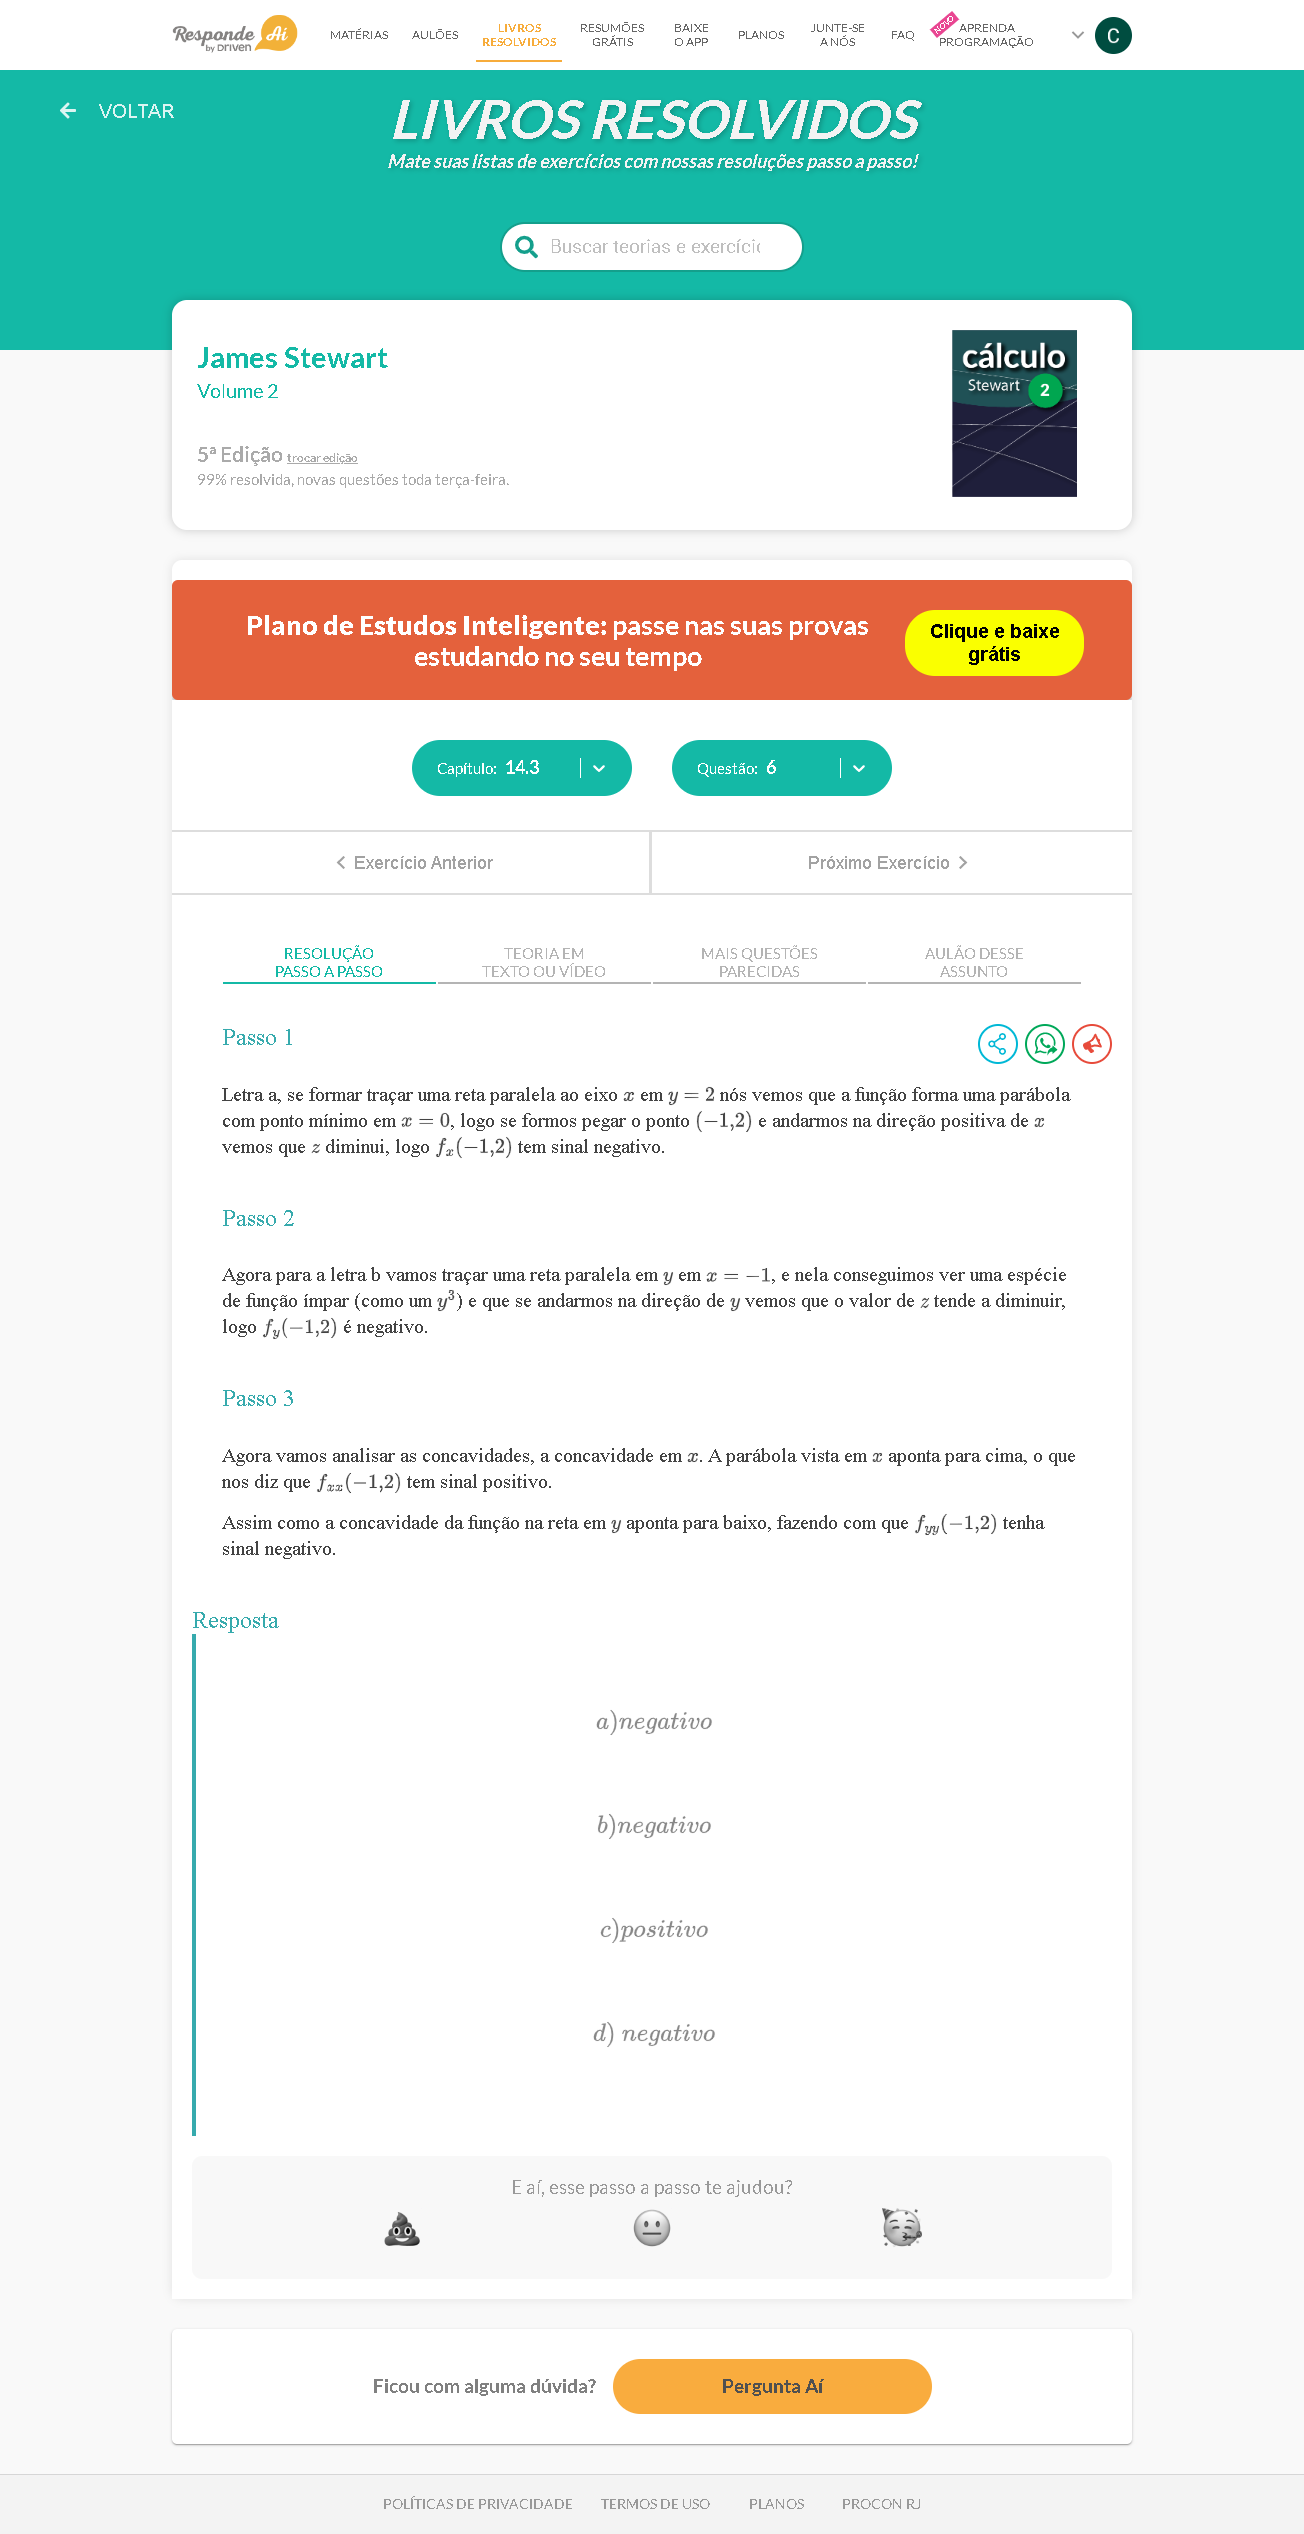 Responde Aí
by DRIVEN
MATÉRIAS
AULÕES
LIVROS
RESOLVIDOS
RESUMÕES
GRÁTIS
BAIXE
O APP
PLANOS
JUNTE-SE
A NÓS
FAQ
NOVO
APRENDA
PROGRAMAÇÃO
C
VOLTAR
LIVROS RESOLVIDOS
Mate suas listas de exercícios com nossas resoluções passo a passo!
Buscar teorias e exercíci
James Stewart
Volume 2
5ª Edição trocar edição
99% resolvida, novas questões toda terça-feira.
cálculo
Stewart 2
Plano de Estudos Inteligente: passe nas suas provas
estudando no seu tempo
Clique e baixe
grátis
Capítulo: 14.3
Questão: 6
Exercício Anterior
Próximo Exercício
RESOLUÇÃO
PASSO A PASSO
TEORIA EM
TEXTO OU VÍDEO
MAIS QUESTÕES
PARECIDAS
AULÃO DESSE
ASSUNTO
Passo 1
Letra a, se formar traçar uma reta paralela ao eixo x em y = 2 nós vemos que a função forma uma parábola
com ponto mínimo em x = 0, logo se formos pegar o ponto (−1,2) e andarmos na direção positiva de x
vemos que z diminui, logo f_x(−1,2) tem sinal negativo.
Passo 2
Agora para a letra b vamos traçar uma reta paralela em y em x = −1, e nela conseguimos ver uma espécie
de função ímpar (como um y³) e que se andarmos na direção de y vemos que o valor de z tende a diminuir,
logo f_y(−1,2) é negativo.
Passo 3
Agora vamos analisar as concavidades, a concavidade em x. A parábola vista em x aponta para cima, o que
nos diz que f_xx(−1,2) tem sinal positivo.
Assim como a concavidade da função na reta em y aponta para baixo, fazendo com que f_yy(−1,2) tenha
sinal negativo.
Resposta
a)negativo
b)negativo
c)positivo
d) negativo
E aí, esse passo a passo te ajudou?
Ficou com alguma dúvida?
Pergunta Aí
POLÍTICAS DE PRIVACIDADE
TERMOS DE USO
PLANOS
PROCON RJ